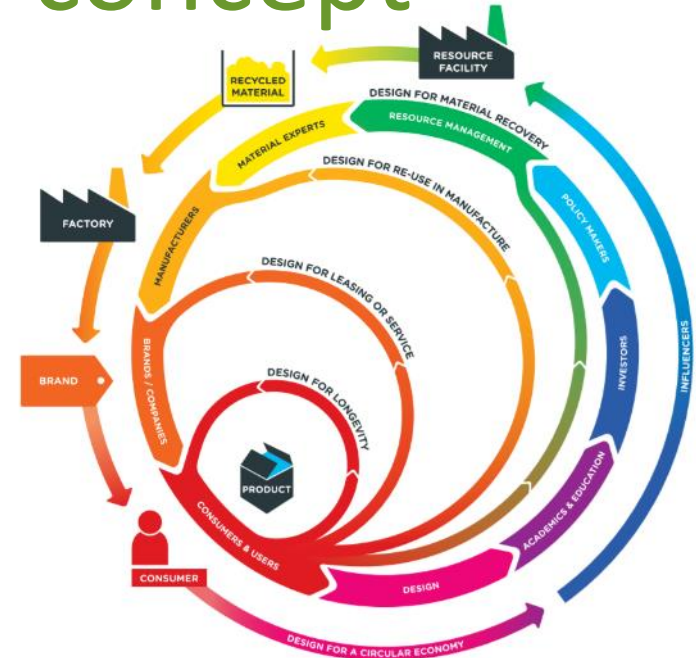 concept
RESOURCE
FACILITY
RECYCLED
MATERIAL
DESIGN FOR MATERIAL RECOVERY
RESOURCE MANAGEMENT
MATERIAL EXPERTS
DESIGN FOR RE-USE IN MANUFACTURE
POLICY MAKERS
FACTORY
MANUFACTURERS
DESIGN FOR LEASING OR SERVICE
INFLUENCERS
INVESTORS
BRANDS / COMPANIES
DESIGN FOR LONGEVITY
BRAND
PRODUCT
ACADEMICS & EDUCATION
CONSUMERS & USERS
CONSUMER
DESIGN
DESIGN FOR A CIRCULAR ECONOMY